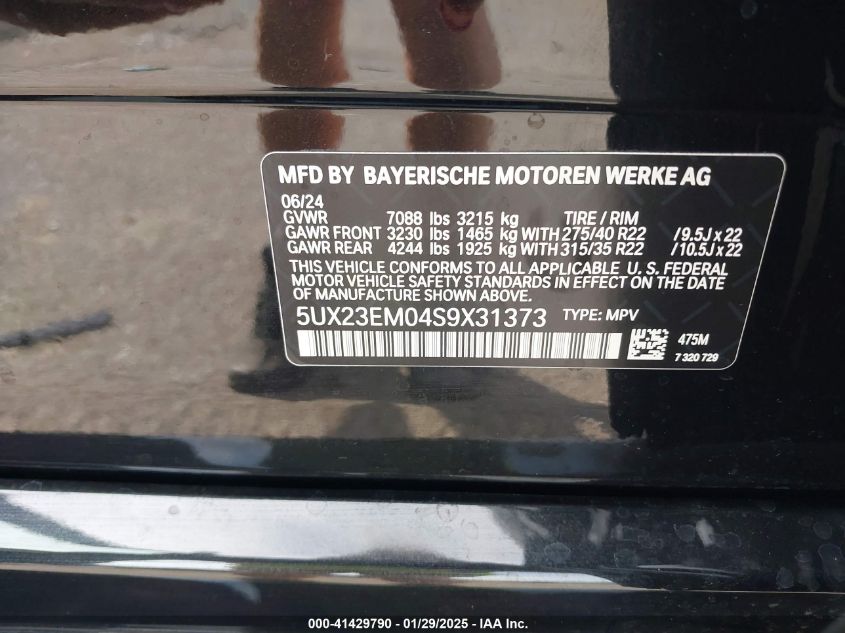 MFD BY BAYERISCHE MOTOREN WERKE AG
06/24
GVWR 7088 lbs 3215 kg TIRE / RIM
GAWR FRONT 3230 lbs 1465 kg WITH 275/40 R22 /9.5J x 22
GAWR REAR 4244 lbs 1925 kg WITH 315/35 R22 /10.5J x 22
THIS VEHICLE CONFORMS TO ALL APPLICABLE U. S. FEDERAL
MOTOR VEHICLE SAFETY STANDARDS IN EFFECT ON THE DATE
OF MANUFACTURE SHOWN ABOVE.
5UX23EM04S9X31373 TYPE: MPV
475M
7 320 729
000-41429790 - 01/29/2025 - IAA Inc.